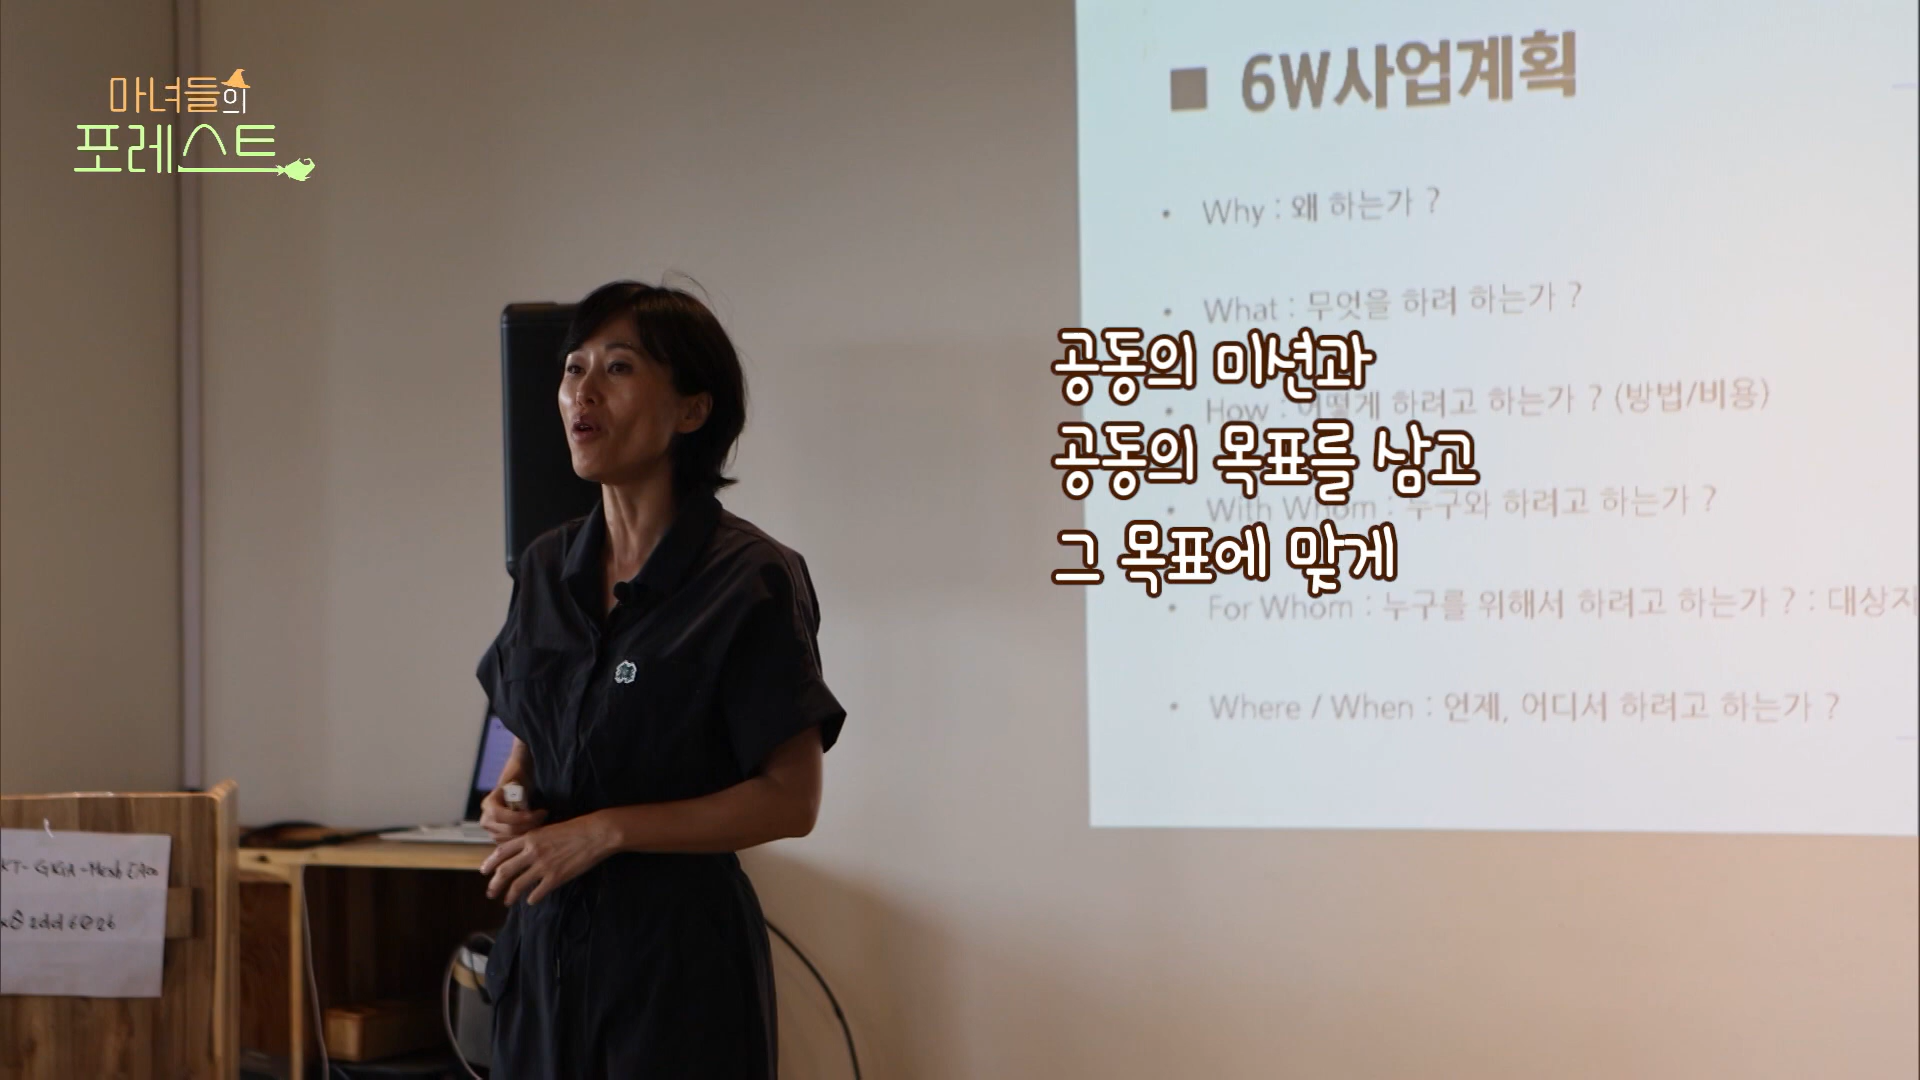 마녀들의
포레스트
■ 6W사업계획
• Why : 왜 하는가 ?
• What : 무엇을 하려 하는가 ?
공동의 미션과
• How : 어떻게 하려고 하는가 ? (방법/비용)
공동의 목표를 삼고
• With Whom : 누구와 하려고 하는가 ?
그 목표에 맞게
• For Whom : 누구를 위해서 하려고 하는가 ? : 대상자
• Where / When : 언제, 어디서 하려고 하는가 ?
KT-GiGA-Mesh